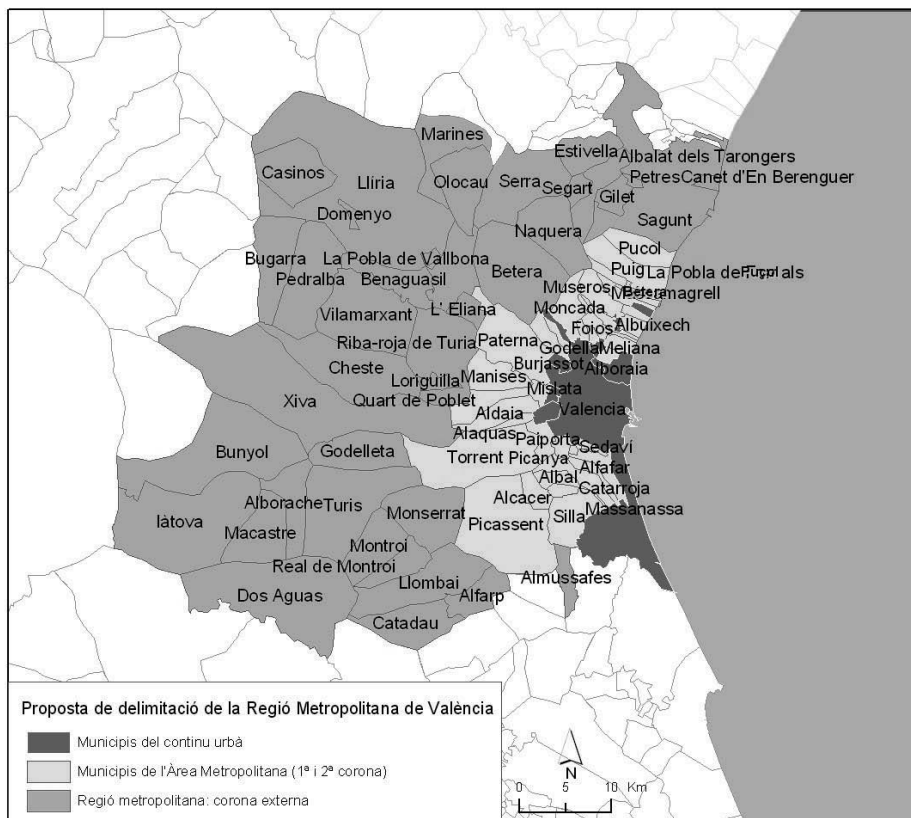 Marines
Estivella
Albalat dels Tarongers
Casinos
Llíria
Olocau
Serra
Segart
Petres
Canet d'En Berenguer
Gilet
Domenyo
Sagunt
Naquera
Pucol
Bugarra
La Pobla de Vallbona
Betera
Puig
Pedralba
Benaguasil
Museros
L' Eliana
Moncada
Vilamarxant
Foios
Albuixech
Riba-roja de Turia
Paterna
Godella
Meliana
Cheste
Burjassot
Alboraia
Loriguilla
Manises
Mislata
Xiva
Quart de Poblet
Aldaia
Valencia
Alaquas
Paiporta
Sedaví
Bunyol
Godelleta
Torrent
Picanya
Alfafar
Albal
Catarroja
Alborache
Turis
Alcacer
Iàtova
Monserrat
Picassent
Silla
Massanassa
Macastre
Montroi
Real de Montroi
Almussafes
Llombai
Dos Aguas
Alfarp
Catadau
Proposta de delimitació de la Regió Metropolitana de València
Municipis del continu urbà
Municipis de l'Àrea Metropolitana (1ª i 2ª corona)
Regió metropolitana: corona externa
N
0 5 10 Km